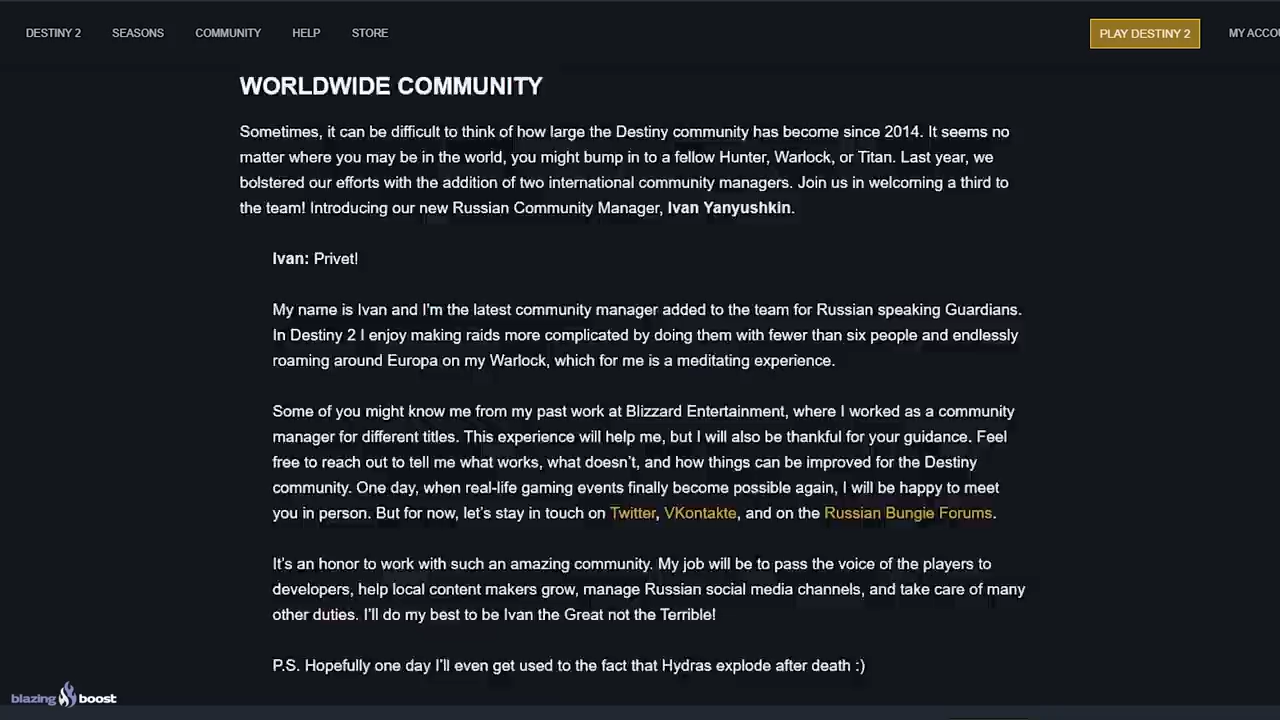 DESTINY 2 SEASONS COMMUNITY HELP STORE PLAY DESTINY 2 MY ACCOU
WORLDWIDE COMMUNITY
Sometimes, it can be difficult to think of how large the Destiny community has become since 2014. It seems no
matter where you may be in the world, you might bump in to a fellow Hunter, Warlock, or Titan. Last year, we
bolstered our efforts with the addition of two international community managers. Join us in welcoming a third to
the team! Introducing our new Russian Community Manager, Ivan Yanyushkin.
Ivan: Privet!
My name is Ivan and I'm the latest community manager added to the team for Russian speaking Guardians.
In Destiny 2 I enjoy making raids more complicated by doing them with fewer than six people and endlessly
roaming around Europa on my Warlock, which for me is a meditating experience.
Some of you might know me from my past work at Blizzard Entertainment, where I worked as a community
manager for different titles. This experience will help me, but I will also be thankful for your guidance. Feel
free to reach out to tell me what works, what doesn't, and how things can be improved for the Destiny
community. One day, when real-life gaming events finally become possible again, I will be happy to meet
you in person. But for now, let's stay in touch on Twitter, VKontakte, and on the Russian Bungie Forums.
It's an honor to work with such an amazing community. My job will be to pass the voice of the players to
developers, help local content makers grow, manage Russian social media channels, and take care of many
other duties. I'll do my best to be Ivan the Great not the Terrible!
P.S. Hopefully one day I'll even get used to the fact that Hydras explode after death :)
blazing boost